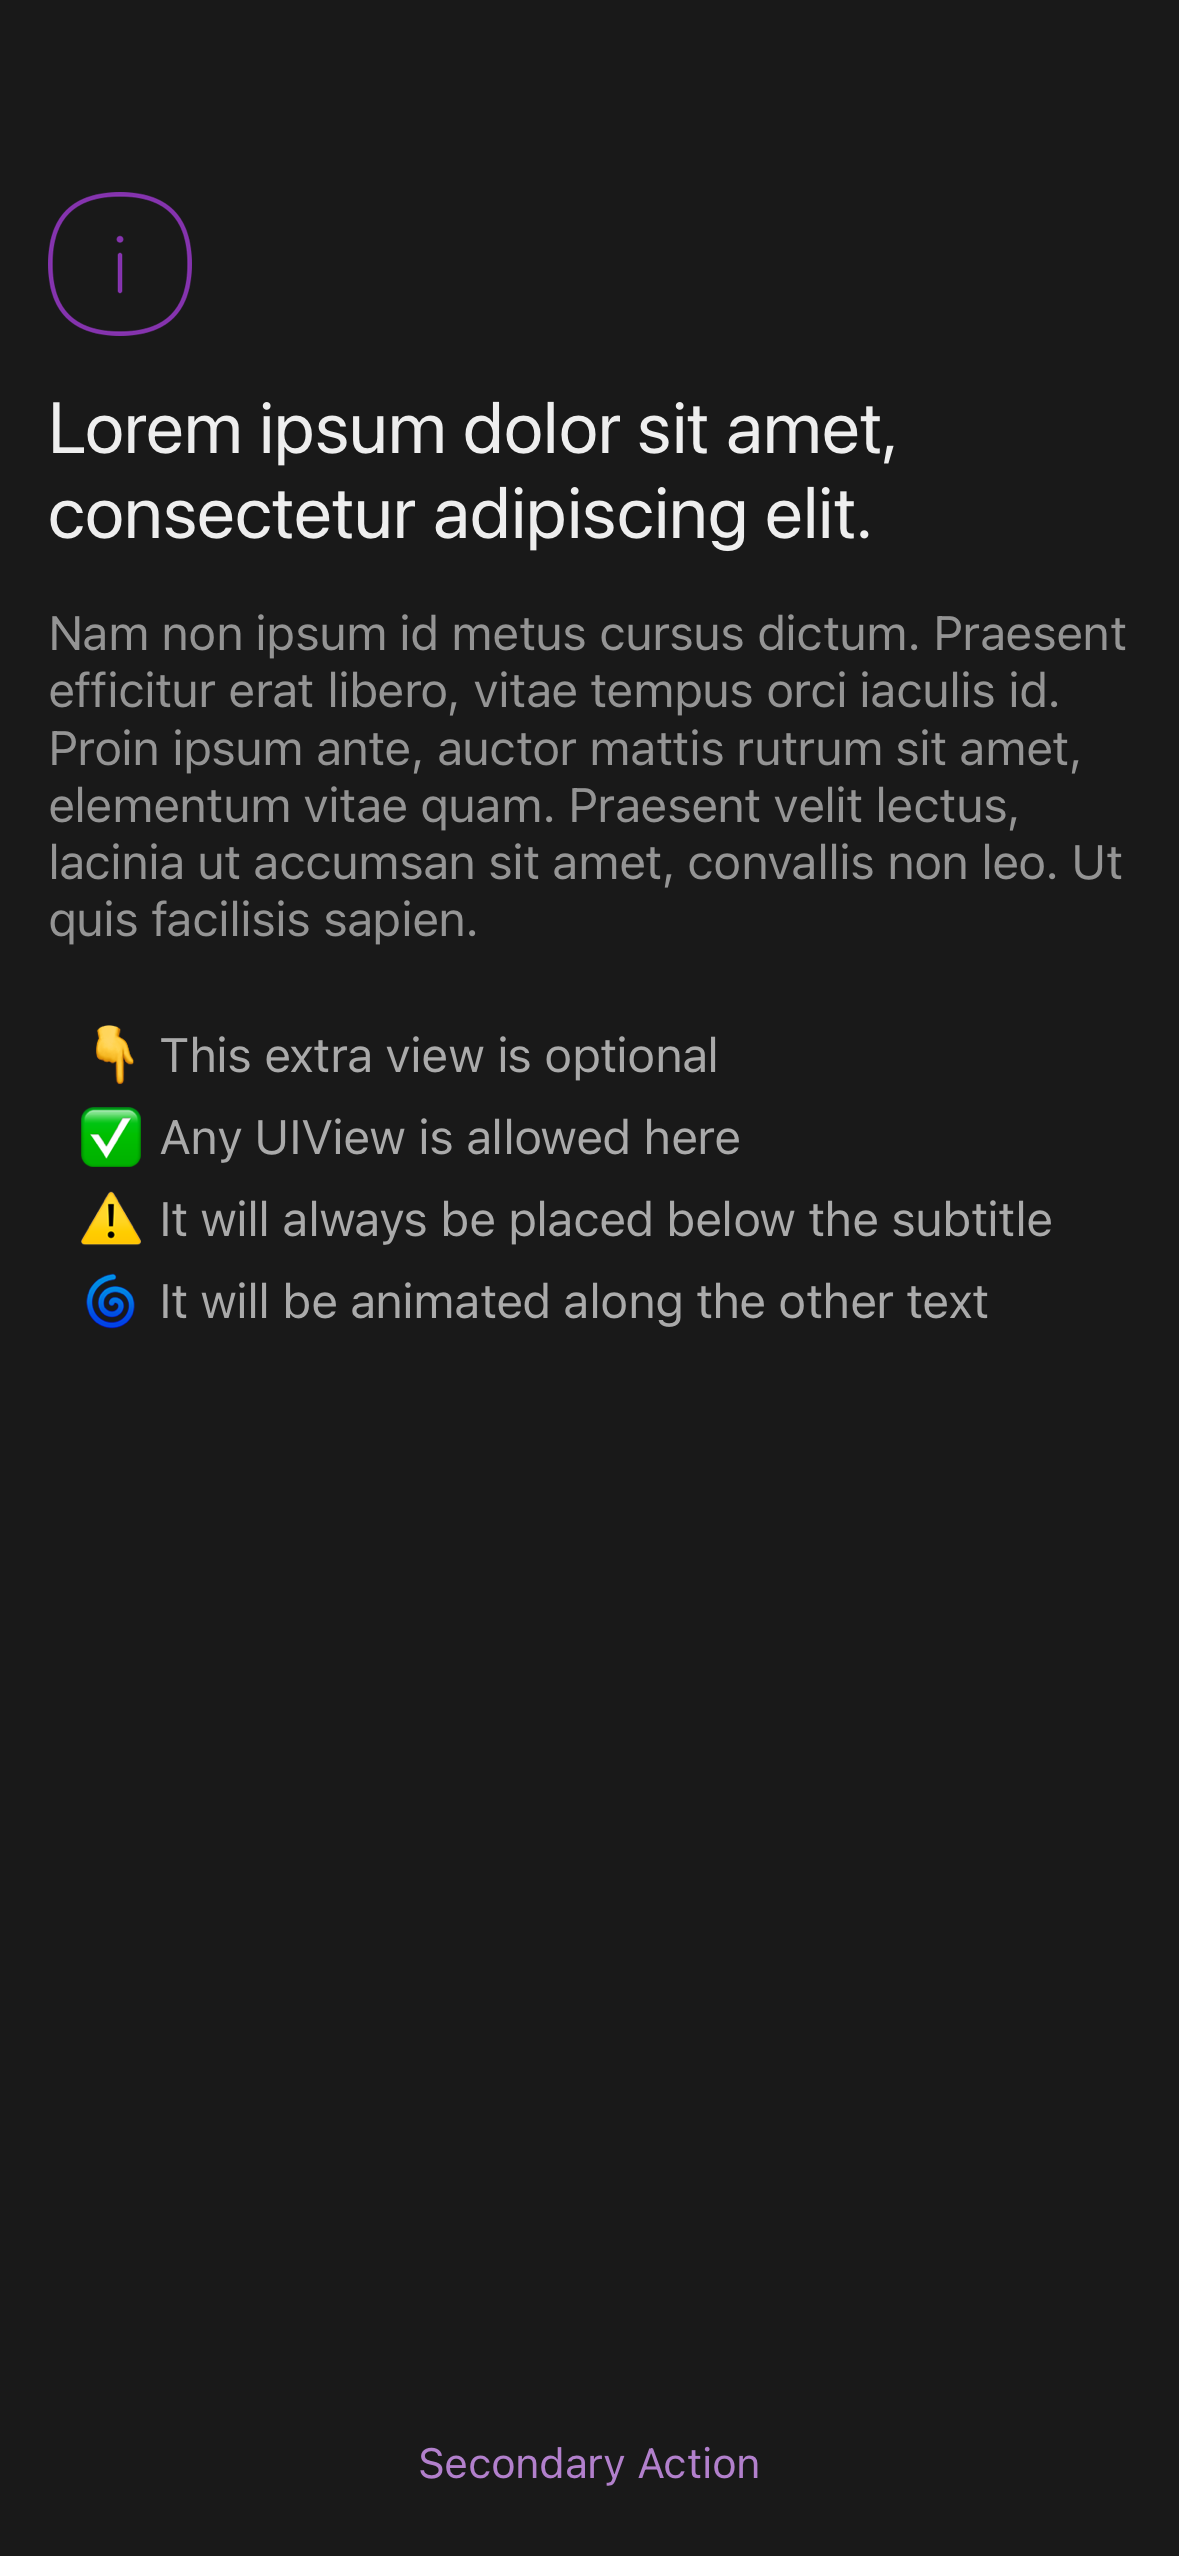 Lorem ipsum dolor sit amet,
consectetur adipiscing elit.
Nam non ipsum id metus cursus dictum. Praesent
efficitur erat libero, vitae tempus orci iaculis id.
Proin ipsum ante, auctor mattis rutrum sit amet,
elementum vitae quam. Praesent velit lectus,
lacinia ut accumsan sit amet, convallis non leo. Ut
quis facilisis sapien.
👇 This extra view is optional
✅ Any UIView is allowed here
⚠️ It will always be placed below the subtitle
🌀 It will be animated along the other text
Secondary Action